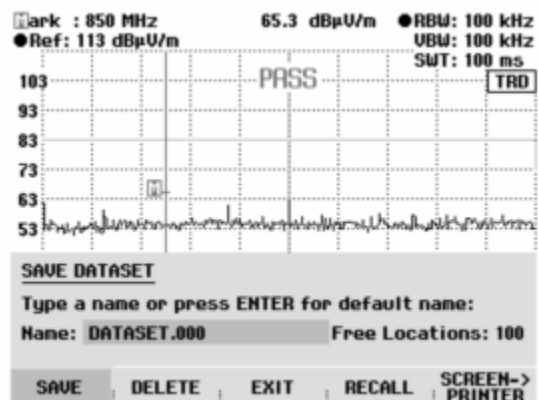 Mark : 850 MHz 65.3 dBµV/m ●RBW: 100 kHz
●Ref: 113 dBµV/m VBW: 100 kHz
SWT: 100 ms
PASS
TRD
103
93
83
73
63
M
53
SAVE DATASET
Type a name or press ENTER for default name:
Name: DATASET.000 Free Locations: 100
SAVE DELETE EXIT RECALL SCREEN->
PRINTER